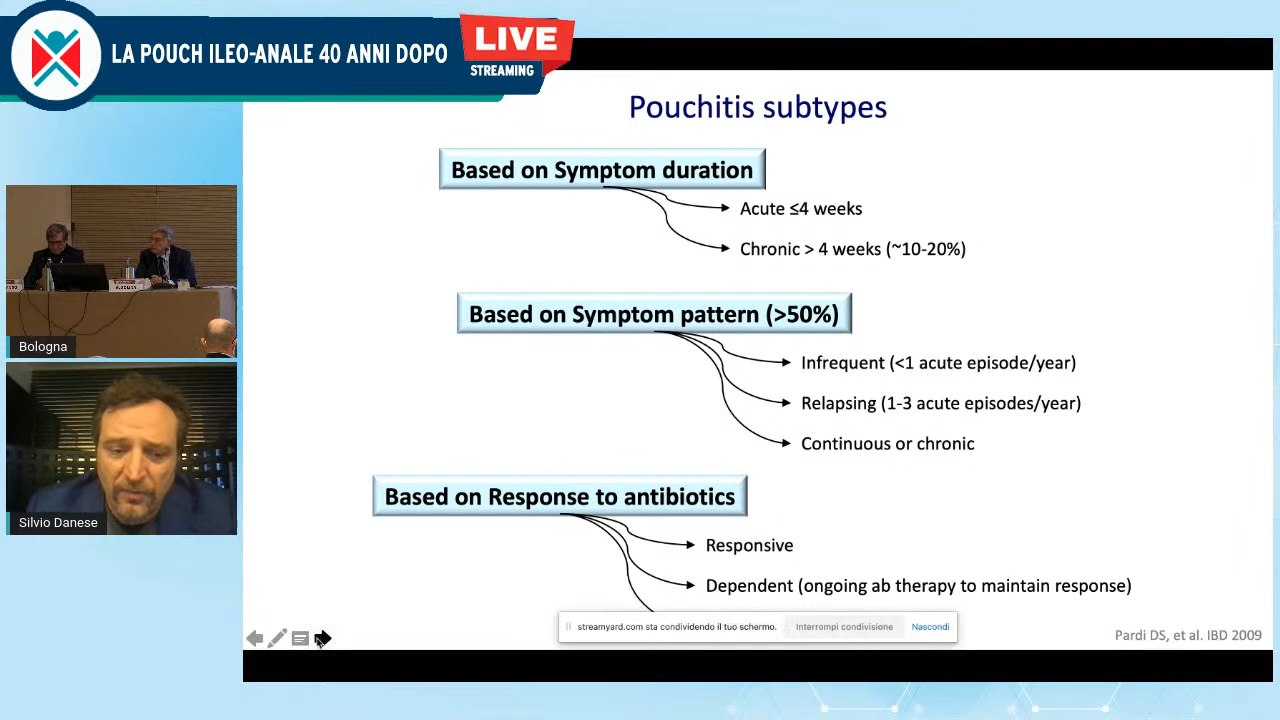 LA POUCH ILEO-ANALE 40 ANNI DOPO
LIVE
STREAMING
Pouchitis subtypes
Based on Symptom duration
Acute ≤4 weeks
Chronic > 4 weeks (~10-20%)
Based on Symptom pattern (>50%)
Infrequent (<1 acute episode/year)
Relapsing (1-3 acute episodes/year)
Continuous or chronic
Based on Response to antibiotics
Responsive
Dependent (ongoing ab therapy to maintain response)
streamyard.com sta condividendo il tuo schermo.
Interrompi condivisione
Nascondi
Pardi DS, et al. IBD 2009
Bologna
Silvio Danese